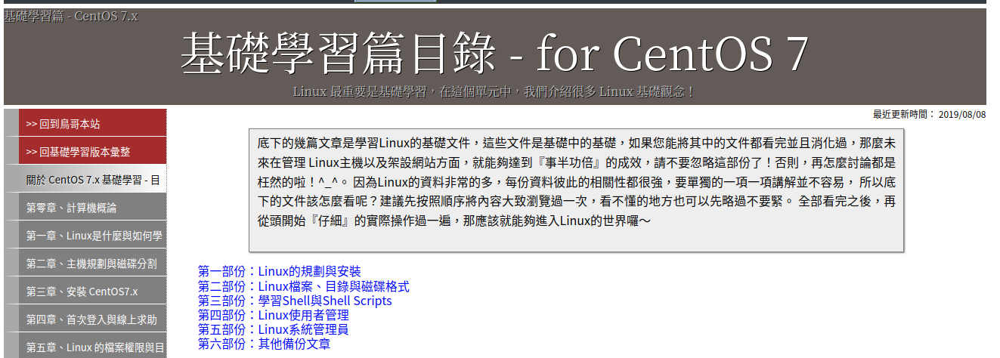 基礎學習篇 - CentOS 7.x
基礎學習篇目錄 - for CentOS 7
Linux 最重要是基礎學習，在這個單元中，我們介紹很多 Linux 基礎觀念！
最近更新時間： 2019/08/08
>> 回到鳥哥本站
>> 回基礎學習版本彙整
關於 CentOS 7.x 基礎學習 - 目
第零章、計算機概論
第一章、Linux是什麼與如何學
第二章、主機規劃與磁碟分割
第三章、安裝 CentOS7.x
第四章、首次登入與線上求助
第五章、Linux 的檔案權限與目
底下的幾篇文章是學習Linux的基礎文件，這些文件是基礎中的基礎，如果您能將其中的文件都看完並且消化過，那麼未
來在管理 Linux主機以及架設網站方面，就能夠達到『事半功倍』的成效，請不要忽略這部份了！否則，再怎麼討論都是
枉然的啦！^_^。 因為Linux的資料非常的多，每份資料彼此的相關性都很強，要單獨的一項一項講解並不容易， 所以底
下的文件該怎麼看呢？建議先按照順序將內容大致瀏覽過一次，看不懂的地方也可以先略過不要緊。 全部看完之後，再
從頭開始『仔細』的實際操作過一遍，那應該就能夠進入Linux的世界囉～
第一部份：Linux的規劃與安裝
第二部份：Linux檔案、目錄與磁碟格式
第三部份：學習Shell與Shell Scripts
第四部份：Linux使用者管理
第五部份：Linux系統管理員
第六部份：其他備份文章